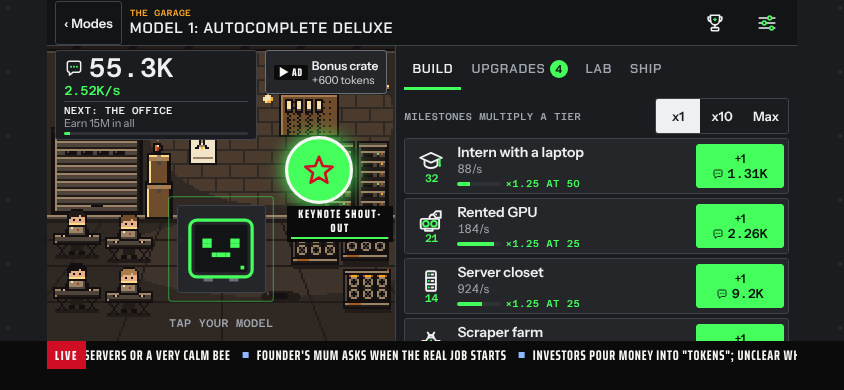 ‹ Modes
THE GARAGE
MODEL 1: AUTOCOMPLETE DELUXE
55.3K
2.52K/s
NEXT: THE OFFICE
Earn 15M in all
AD
Bonus crate
+600 tokens
KEYNOTE SHOUT-
OUT
TAP YOUR MODEL
BUILD UPGRADES 4 LAB SHIP
MILESTONES MULTIPLY A TIER
x1 x10 Max
Intern with a laptop
88/s
32
×1.25 AT 50
+1
1.31K
Rented GPU
184/s
21
×1.25 AT 25
+1
2.26K
Server closet
924/s
14
×1.25 AT 25
+1
9.2K
Scraper farm
+1
LIVE SERVERS OR A VERY CALM BEE ■ FOUNDER'S MUM ASKS WHEN THE REAL JOB STARTS ■ INVESTORS POUR MONEY INTO "TOKENS"; UNCLEAR